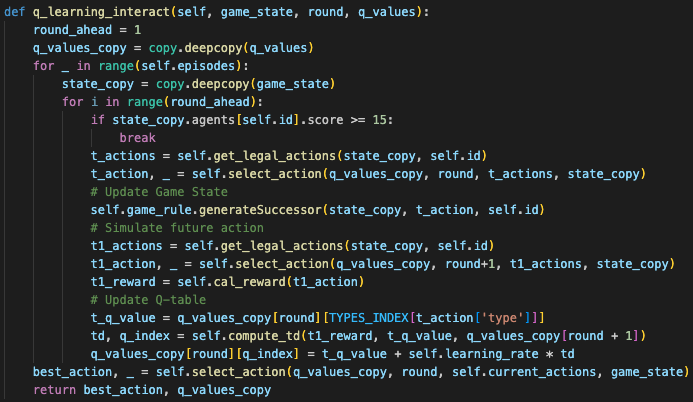 def q_learning_interact(self, game_state, round, q_values):
    round_ahead = 1
    q_values_copy = copy.deepcopy(q_values)
    for _ in range(self.episodes):
        state_copy = copy.deepcopy(game_state)
        for i in range(round_ahead):
            if state_copy.agents[self.id].score >= 15:
                break
            t_actions = self.get_legal_actions(state_copy, self.id)
            t_action, _ = self.select_action(q_values_copy, round, t_actions, state_copy)
            # Update Game State
            self.game_rule.generateSuccessor(state_copy, t_action, self.id)
            # Simulate future action
            t1_actions = self.get_legal_actions(state_copy, self.id)
            t1_action, _ = self.select_action(q_values_copy, round+1, t1_actions, state_copy)
            t1_reward = self.cal_reward(t1_action)
            # Update Q-table
            t_q_value = q_values_copy[round][TYPES_INDEX[t_action['type']]]
            td, q_index = self.compute_td(t1_reward, t_q_value, q_values_copy[round + 1])
            q_values_copy[round][q_index] = t_q_value + self.learning_rate * td
    best_action, _ = self.select_action(q_values_copy, round, self.current_actions, game_state)
    return best_action, q_values_copy